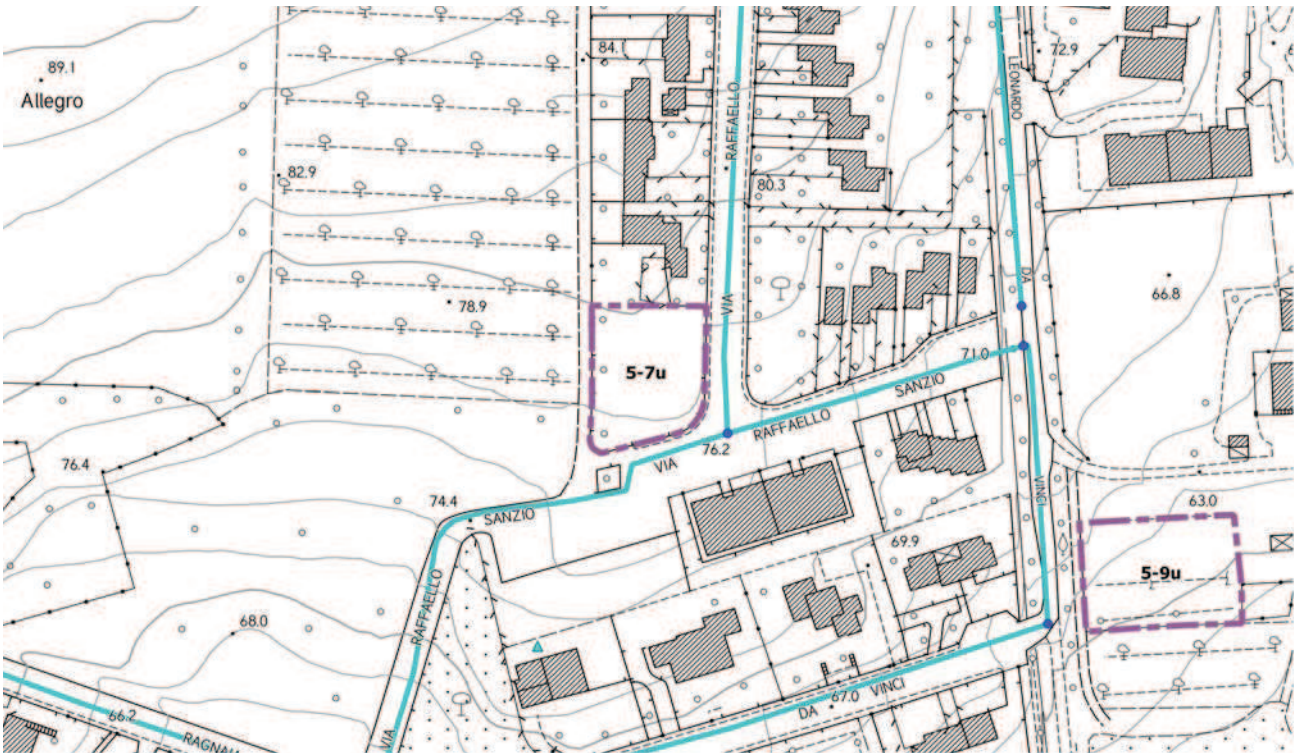 89.1
Allegro
84.1
72.9
LEONARDO
RAFFAELLO
82.9
80.3
DA
66.8
78.9
VIA
5-7u
71.0
SANZIO
RAFFAELLO
76.2
VIA
76.4
74.4
SANZIO
VINCI
63.0
69.9
5-9u
RAFFAELLO
68.0
VINCI
67.0
DA
66.2
VIA